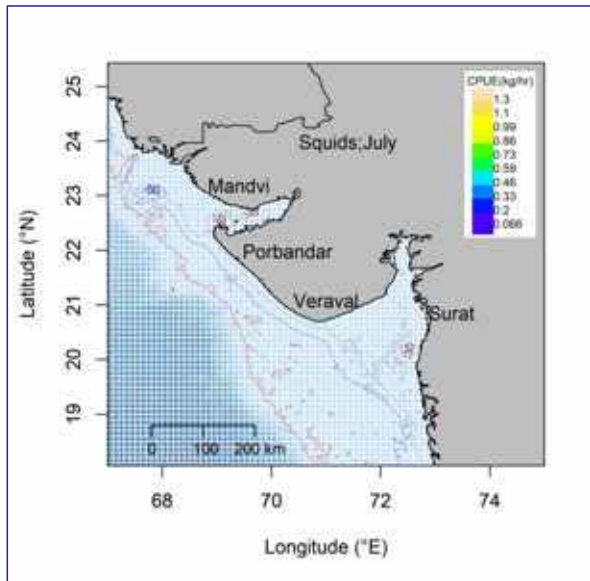 CPUE(kg/hr)
1.3
1.1
0.99
0.86
0.73
0.59
0.46
0.33
0.2
0.066
Squids;July
Mandvi
Porbandar
Veraval
Surat
25
24
23
22
21
20
19
Latitude (°N)
0 100 200 km
68 70 72 74
Longitude (°E)